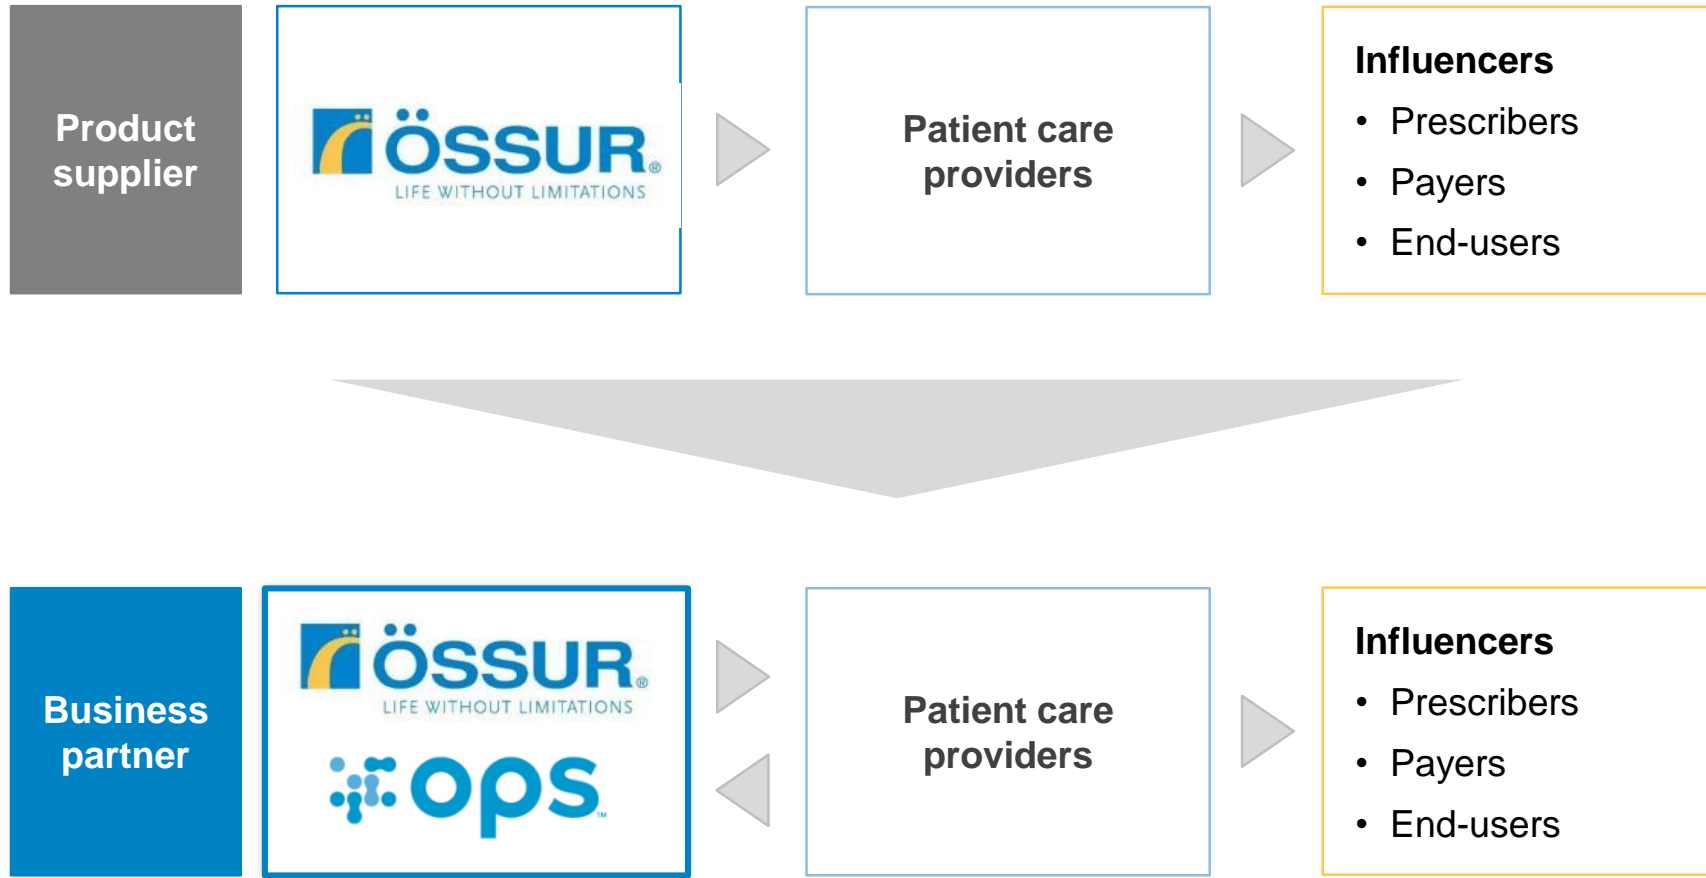 Product
supplier
ÖSSUR®
LIFE WITHOUT LIMITATIONS
Patient care
providers
Influencers
• Prescribers
• Payers
• End-users
Business
partner
ÖSSUR®
LIFE WITHOUT LIMITATIONS
ops™
Patient care
providers
Influencers
• Prescribers
• Payers
• End-users